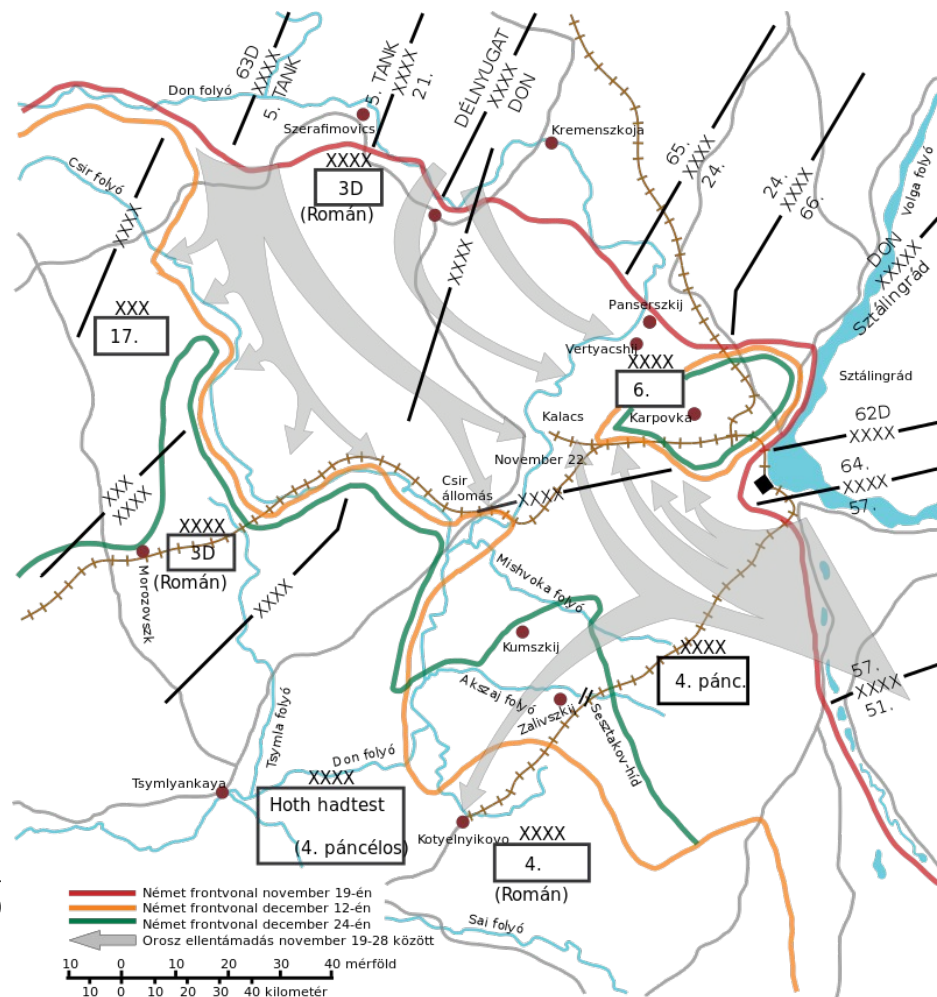 63D
XXXX
5. TANK
5. TANK
XXXX
21.
DÉLNYUGAT
XXXX
DON
Don folyó
Szerafimovics
Kremenszkoja
65.
XXXX
24.
24.
XXXX
66.
Volga folyó
DON
XXXXX
Sztálingrád
Csir folyó
XXXX
3D
(Román)
XXXX
XXXX
XXX
17.
Panserszkij
Vertyacshij
XXXX
6.
Karpovka
Kalacs
Sztálingrád
62D
XXXX
64.
XXXX
57.
November 22.
Csir
állomás
XXXX
XXX
XXXX
XXXX
3D
(Román)
Morozovszk
XXXX
Mishvoka folyó
Kumszkij
XXXX
4. pánc.
57.
XXXX
51.
Akszaj folyó
Zalivszkij
Sesztakov-híd
Tsymla folyó
Don folyó
Tsymlyankaya
XXXX
Hoth hadtest
(4. páncélos)
Kotyelnyikovo
XXXX
4.
(Román)
Sai folyó
Német frontvonal november 19-én
Német frontvonal december 12-én
Német frontvonal december 24-én
Orosz ellentámadás november 19-28 között
10 0 10 20 30 40 mérföld
10 0 10 20 30 40 kilometér